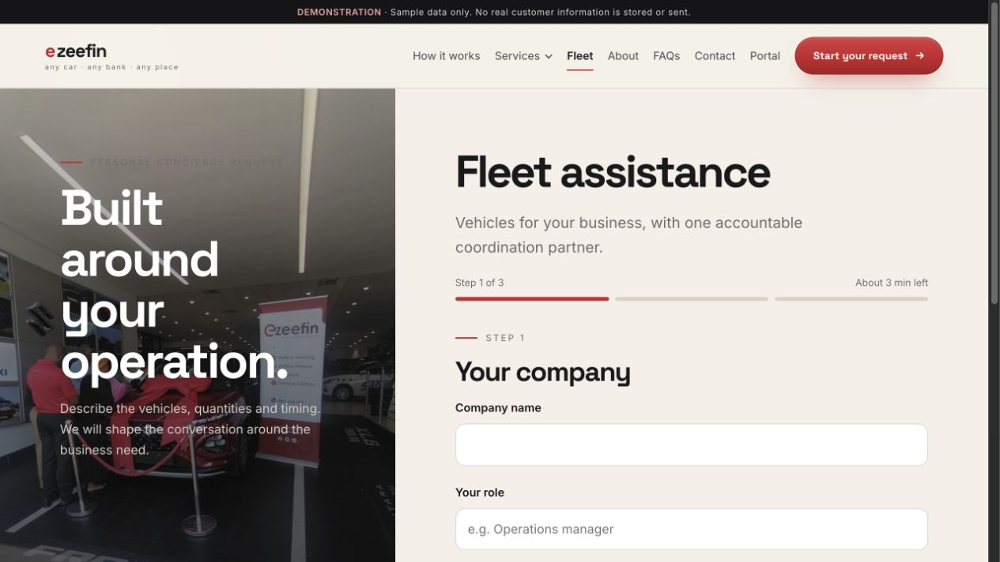 DEMONSTRATION · Sample data only. No real customer information is stored or sent.
ezeefin
any car · any bank · any place
How it works
Services
Fleet
About
FAQs
Contact
Portal
Start your request →
PERSONAL CONCIERGE REQUEST
Built
around
your
operation.
Describe the vehicles, quantities and timing.
We will shape the conversation around the
business need.
ezeefin
Fleet assistance
Vehicles for your business, with one accountable
coordination partner.
Step 1 of 3
About 3 min left
STEP 1
Your company
Company name
Your role
e.g. Operations manager